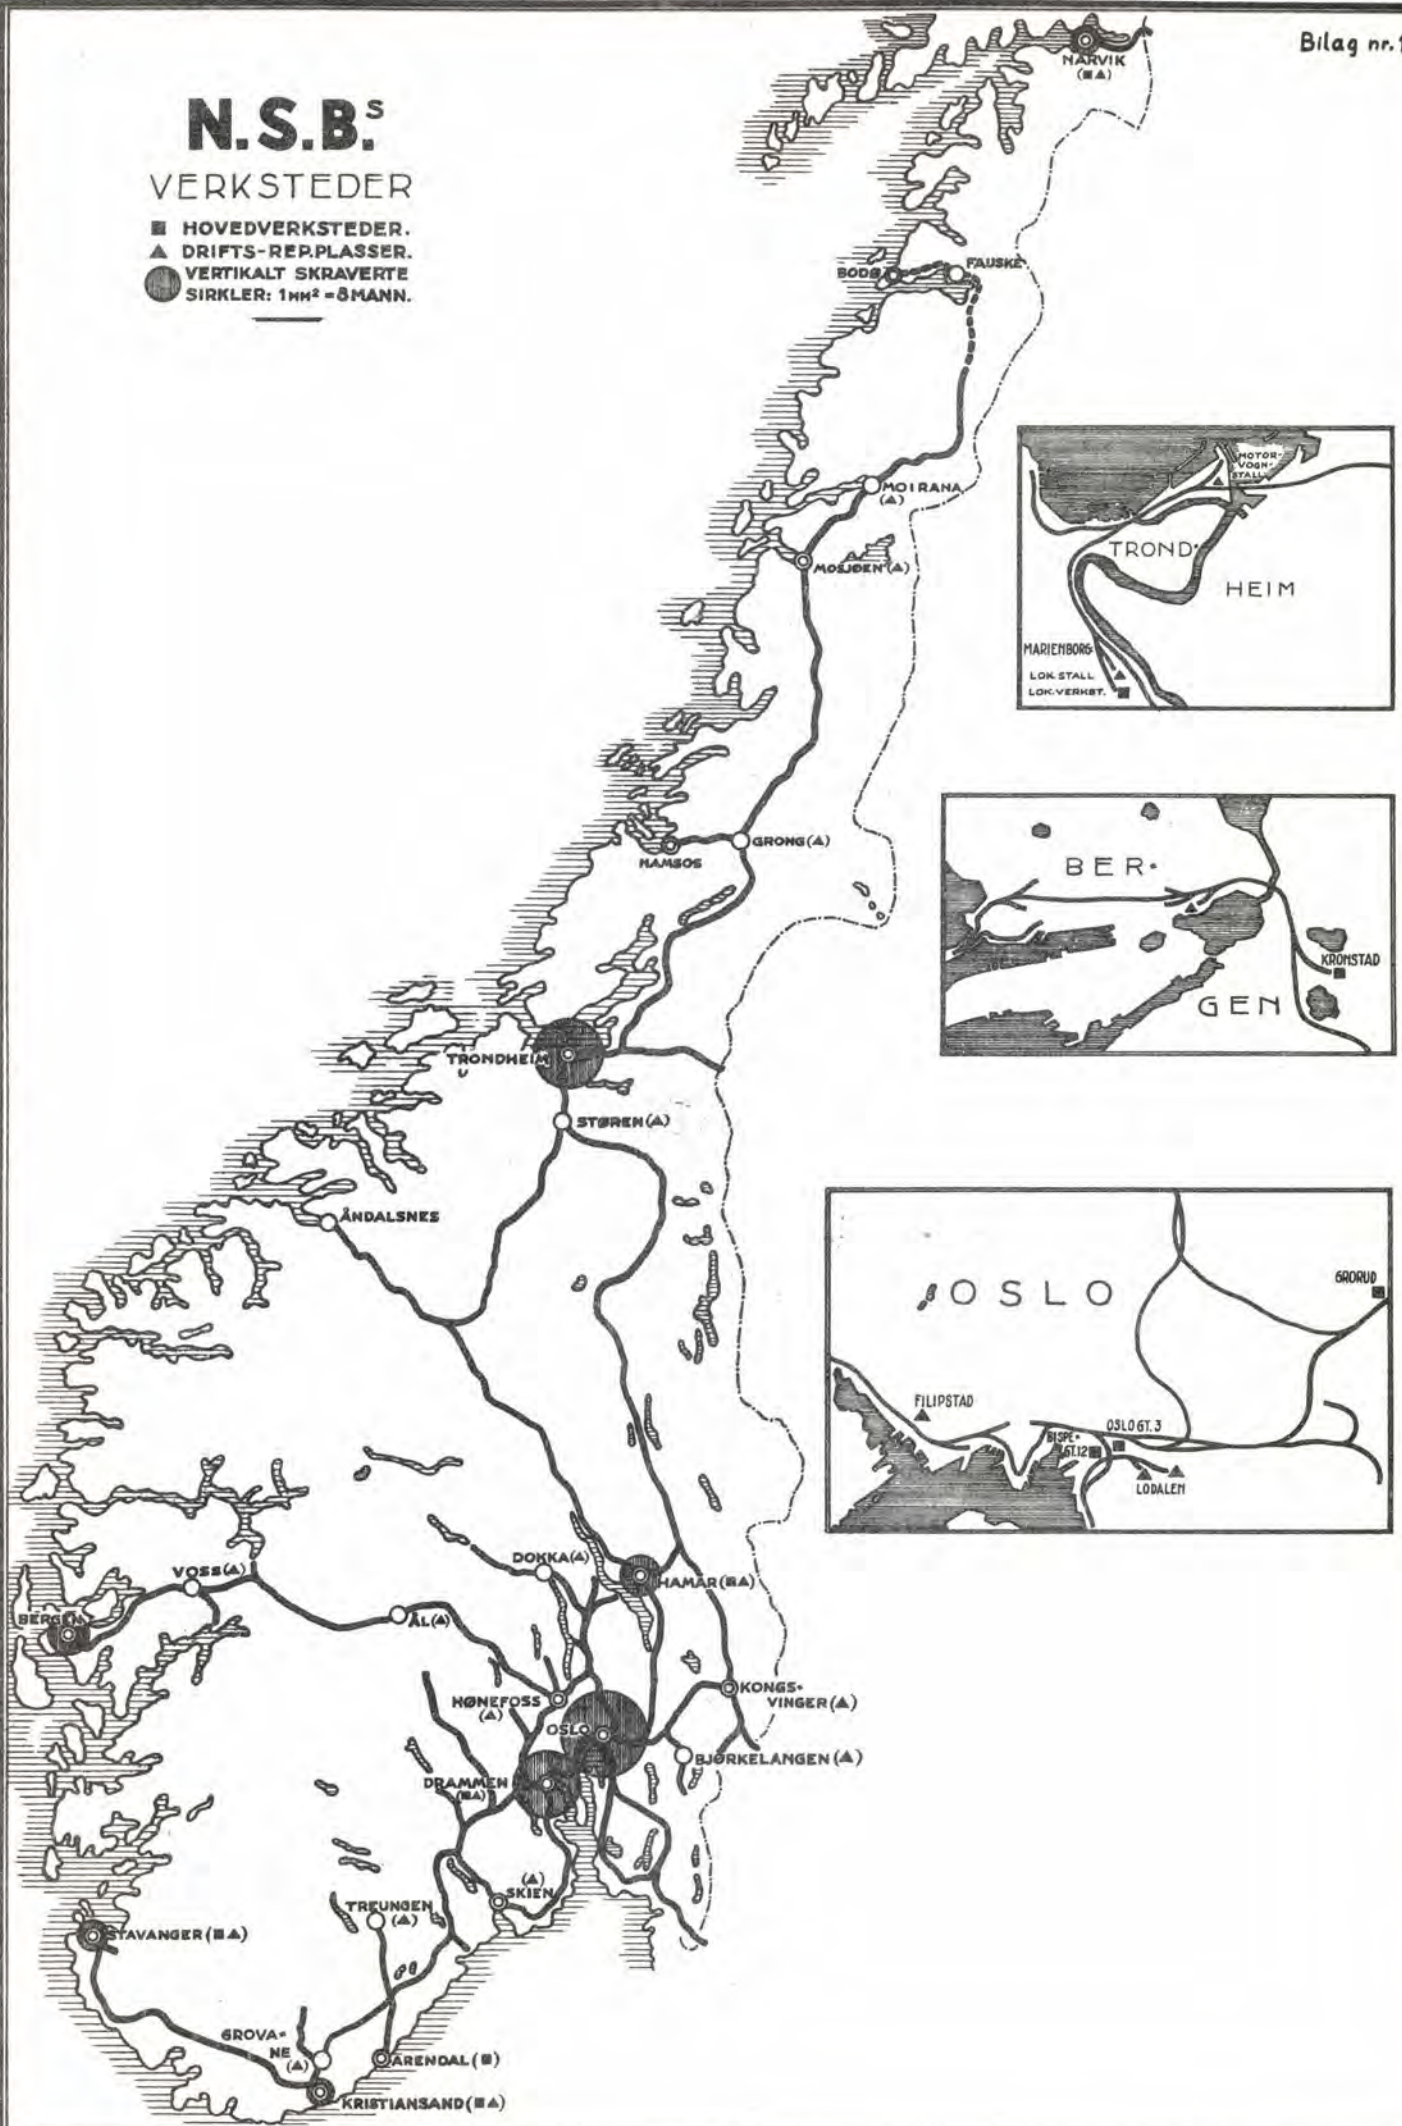 Bilag nr. 1
N.S.B.s
VERKSTEDER
■ HOVEDVERKSTEDER.
▲ DRIFTS-REP.PLASSER.
VERTIKALT SKRAVERTE
SIRKLER: 1MM² = 8 MANN.
NARVIK
(■▲)
BODØ
FAUSKE
MO I RANA
(▲)
MOSJØEN (▲)
NAMSOS
GRONG (▲)
TRONDHEIM
STØREN (▲)
ÅNDALSNES
DOKKA (▲)
HAMAR (■▲)
VOSS (▲)
BERGEN
ÅL (▲)
HØNEFOSS
(▲)
OSLO
KONGS-
VINGER (▲)
BJØRKELANGEN (▲)
DRAMMEN
(■▲)
(▲)
SKIEN
TREUNGEN
(▲)
STAVANGER (■▲)
GROVA-
NE
(▲)
ARENDAL (■)
KRISTIANSAND (■▲)
MOTOR-
VOGN-
STALL
TROND-
HEIM
MARIENBORG:
LOK.STALL
LOK.VERKST.
BER-
GEN
KRONSTAD
OSLO
GRORUD
FILIPSTAD
BISPE-
GT.12
OSLO GT. 3
LODALEN